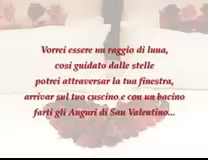 Vorrei essere un raggio di luna,
cosi guidato dalle stelle
potrei attraversar la tua finestra,
arrivar sul tuo cuscino e con un bacino
farti gli Auguri di San Valentino...